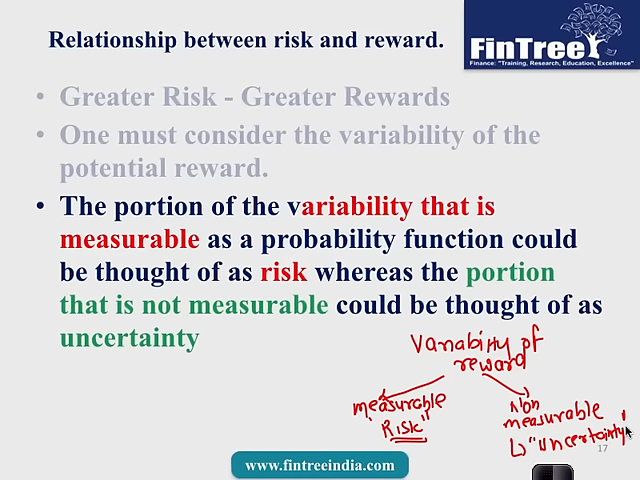 Relationship between risk and reward.
FinTree
Finance: "Training, Research, Education, Excellence"
• Greater Risk - Greater Rewards
• One must consider the variability of the
potential reward.
• The portion of the variability that is
measurable as a probability function could
be thought of as risk whereas the portion
that is not measurable could be thought of as
uncertainty
Variability of
reward
measurable
"Risk"
Non
measurable
↳ "uncertainty"
17
www.fintreeindia.com